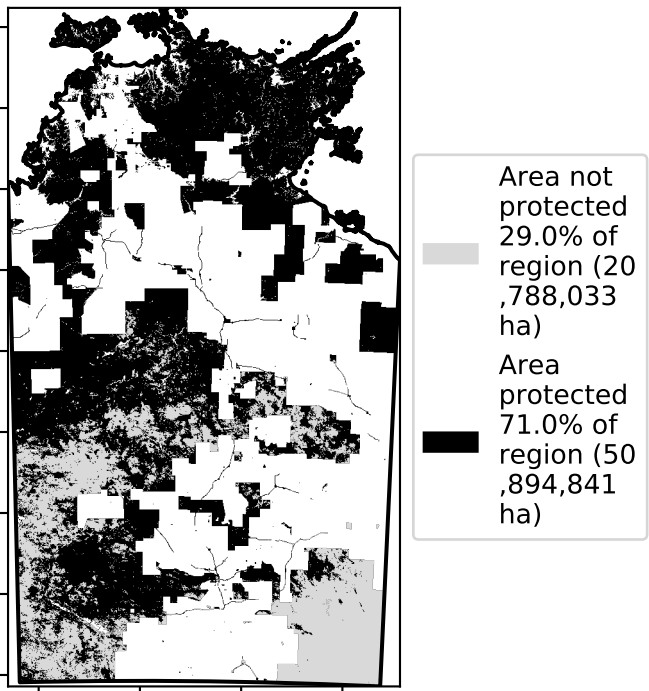 Area not
protected
29.0% of
region (20
,788,033
ha)
Area
protected
71.0% of
region (50
,894,841
ha)